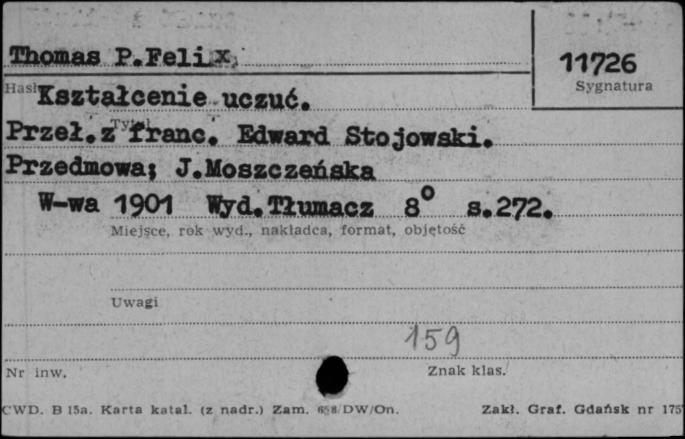 Thomas P.Felix.
11726
Sygnatura
Hasło
Kształcenie uczuć.
Tytuł
Przeł.z franc. Edward Stojowski.
Przedmowa; J.Moszczeńska
W-wa 1901 Wyd.Tłumacz 8° s.272.
Miejsce, rok wyd., nakładca, format, objętość
Uwagi
159
Nr inw.
Znak klas.
CWD. B 15a. Karta katal. (z nadr.) Zam. 658/DW/On.
Zakł. Graf. Gdańsk nr 175